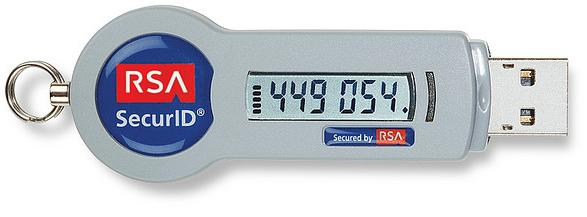 RSA
SecurID®
449 054.
Secured by RSA